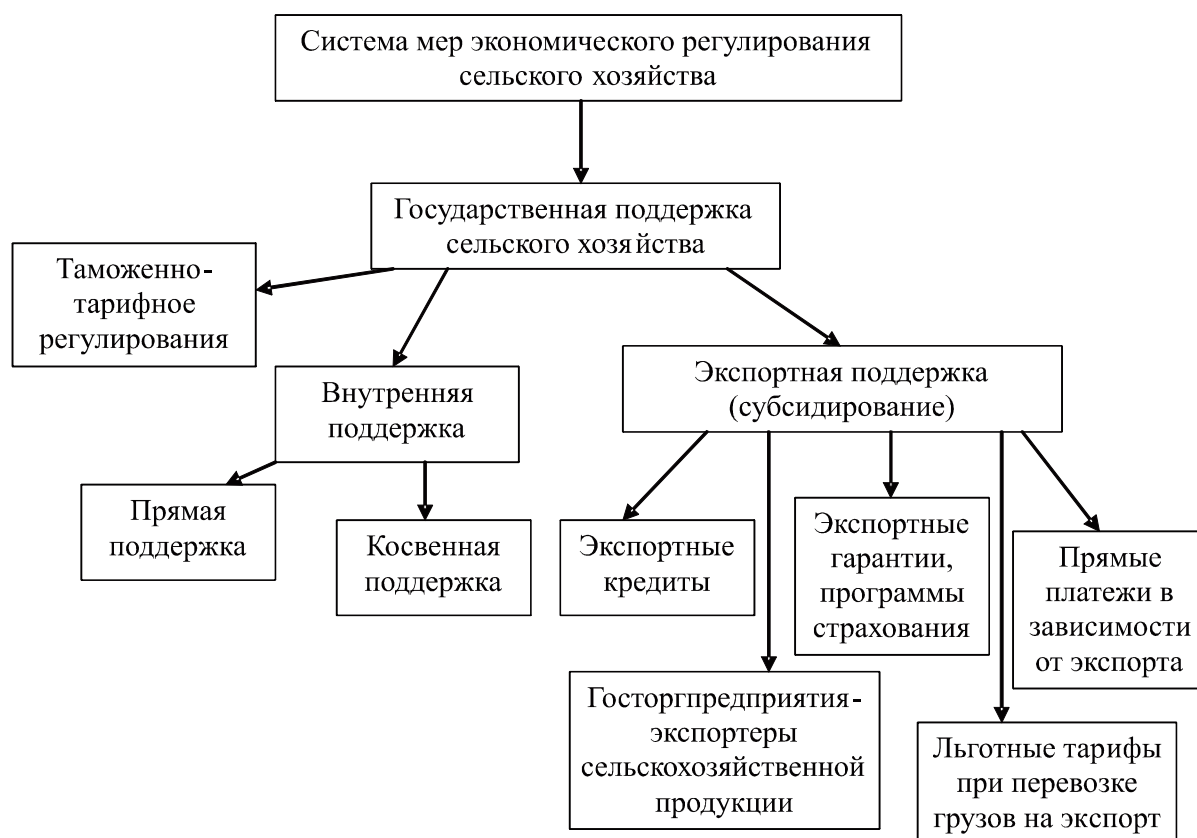 Система мер экономического регулирования
сельского хозяйства
Государственная поддержка
сельского хозяйства
Таможенно-
тарифное
регулирования
Внутренняя
поддержка
Экспортная поддержка
(субсидирование)
Прямая
поддержка
Косвенная
поддержка
Экспортные
кредиты
Экспортные
гарантии,
программы
страхования
Прямые
платежи в
зависимости
от экспорта
Госторгпредприятия-
экспортеры
сельскохозяйственной
продукции
Льготные тарифы
при перевозке
грузов на экспорт